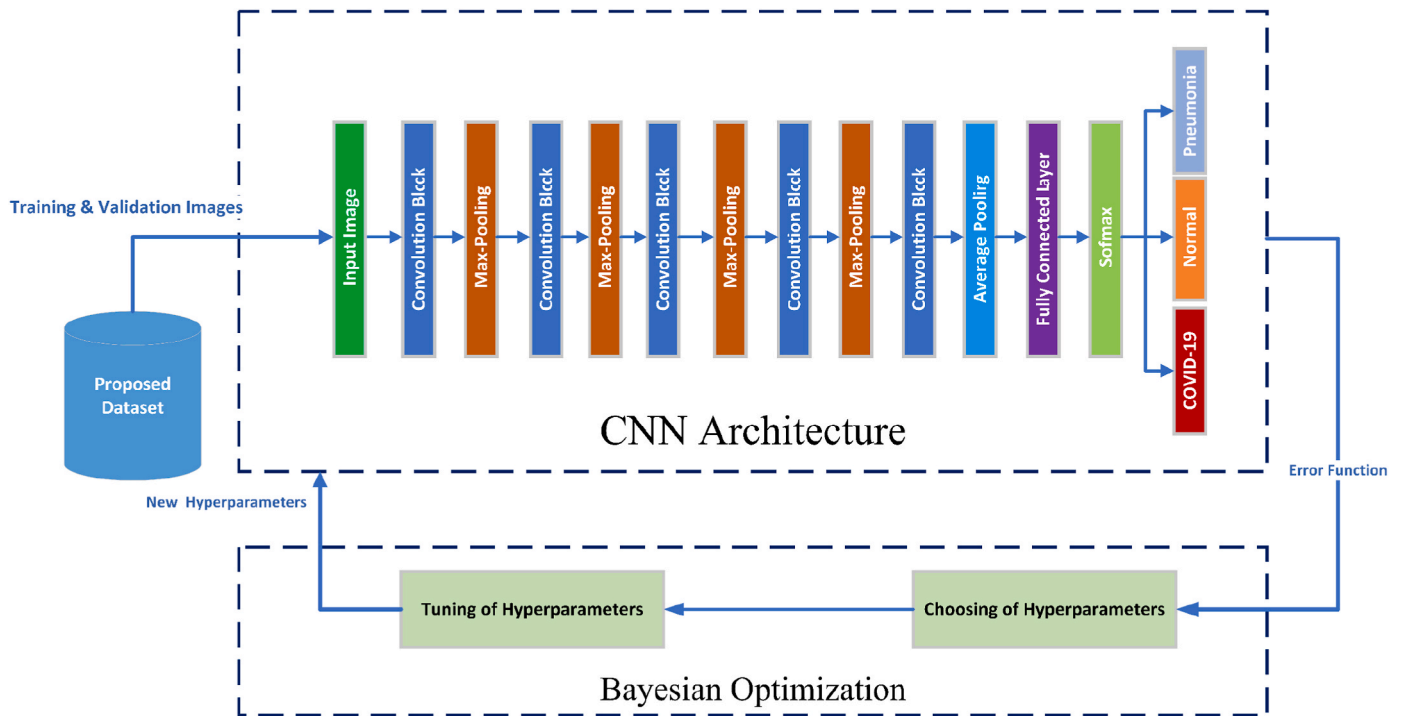 Training & Validation Images
Proposed
Dataset
Input Image
Convolution Blcck
Max-Pooling
Convolution Blcck
Max-Pooling
Convolution Blcck
Max-Pooling
Convolution Blcck
Max-Pooling
Convolution Blcck
Average Poolirg
Fully Connected Layer
Sofmax
Pneumonia
Normal
COVID-19
CNN Architecture
Error Function
New Hyperparameters
Tuning of Hyperparameters
Choosing of Hyperparameters
Bayesian Optimization